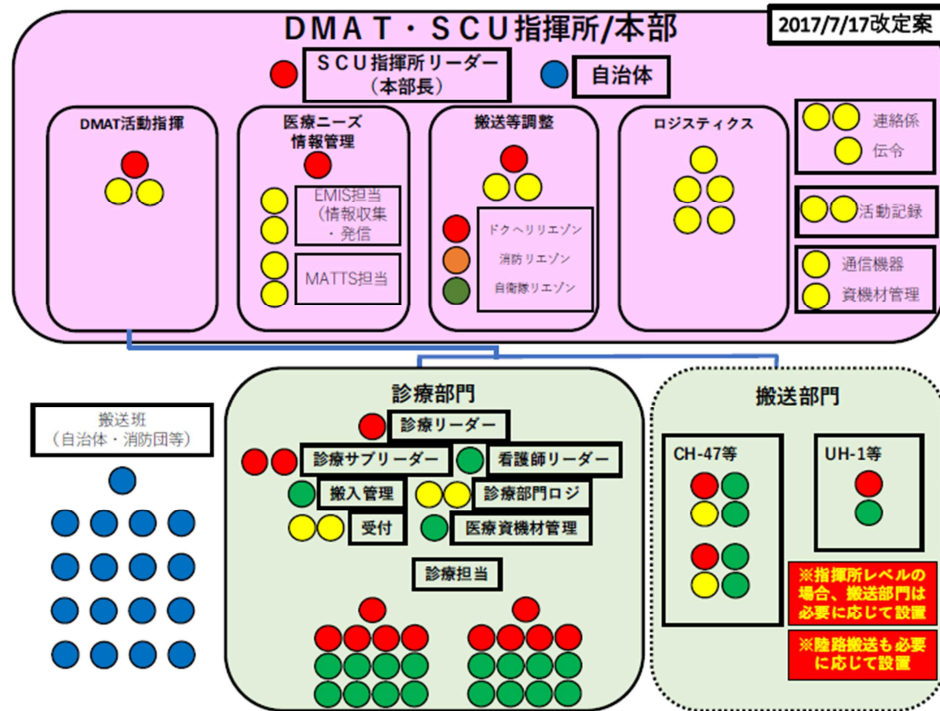 DMAT・SCU指揮所/本部
2017/7/17改定案
SCU指揮所リーダー
(本部長)
自治体
DMAT活動指揮
医療ニーズ
情報管理
EMIS担当
(情報収集
・発信
MATTS担当
搬送等調整
ドクヘリリエゾン
消防リエゾン
自衛隊リエゾン
ロジスティクス
連絡係
伝令
活動記録
通信機器
資機材管理
搬送班
(自治体・消防団等)
診療部門
診療リーダー
診療サブリーダー
看護師リーダー
搬入管理
診療部門ロジ
受付
医療資機材管理
診療担当
搬送部門
CH-47等
UH-1等
※指揮所レベルの
場合、搬送部門は
必要に応じて設置
※陸路搬送も必要
に応じて設置